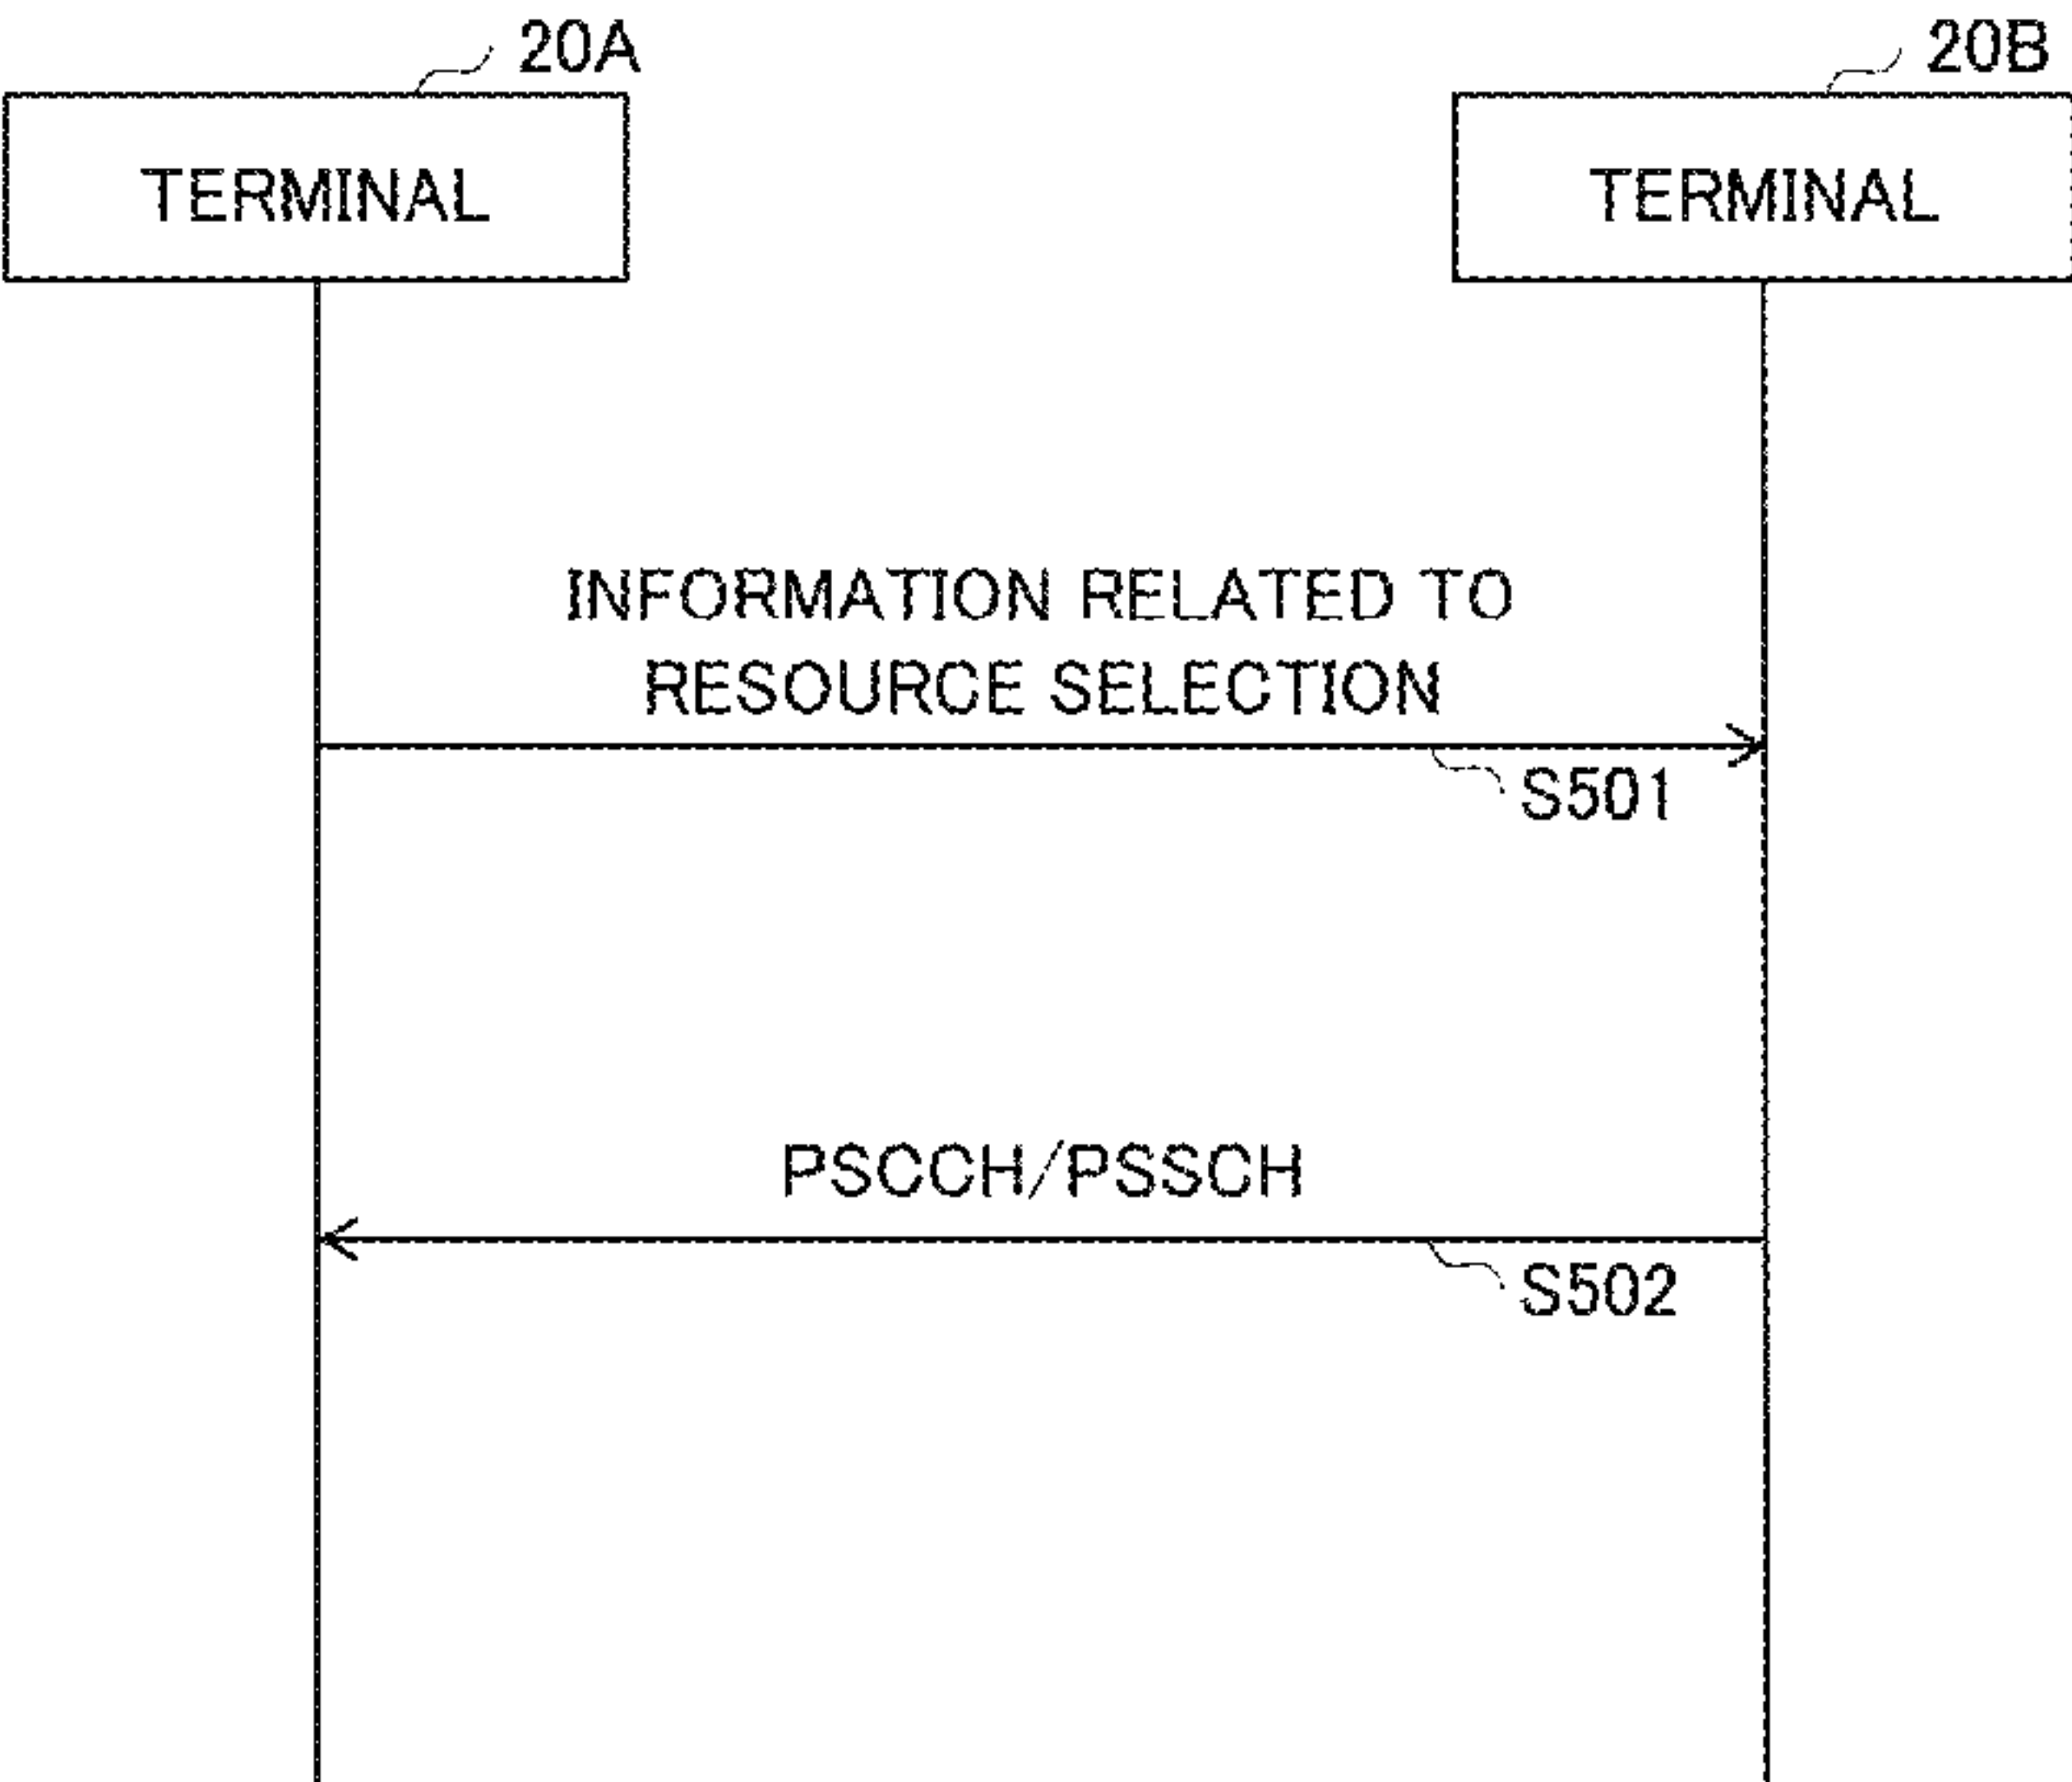 20A
20B
TERMINAL
TERMINAL
INFORMATION RELATED TO
RESOURCE SELECTION
S501
PSCCH/PSSCH
S502